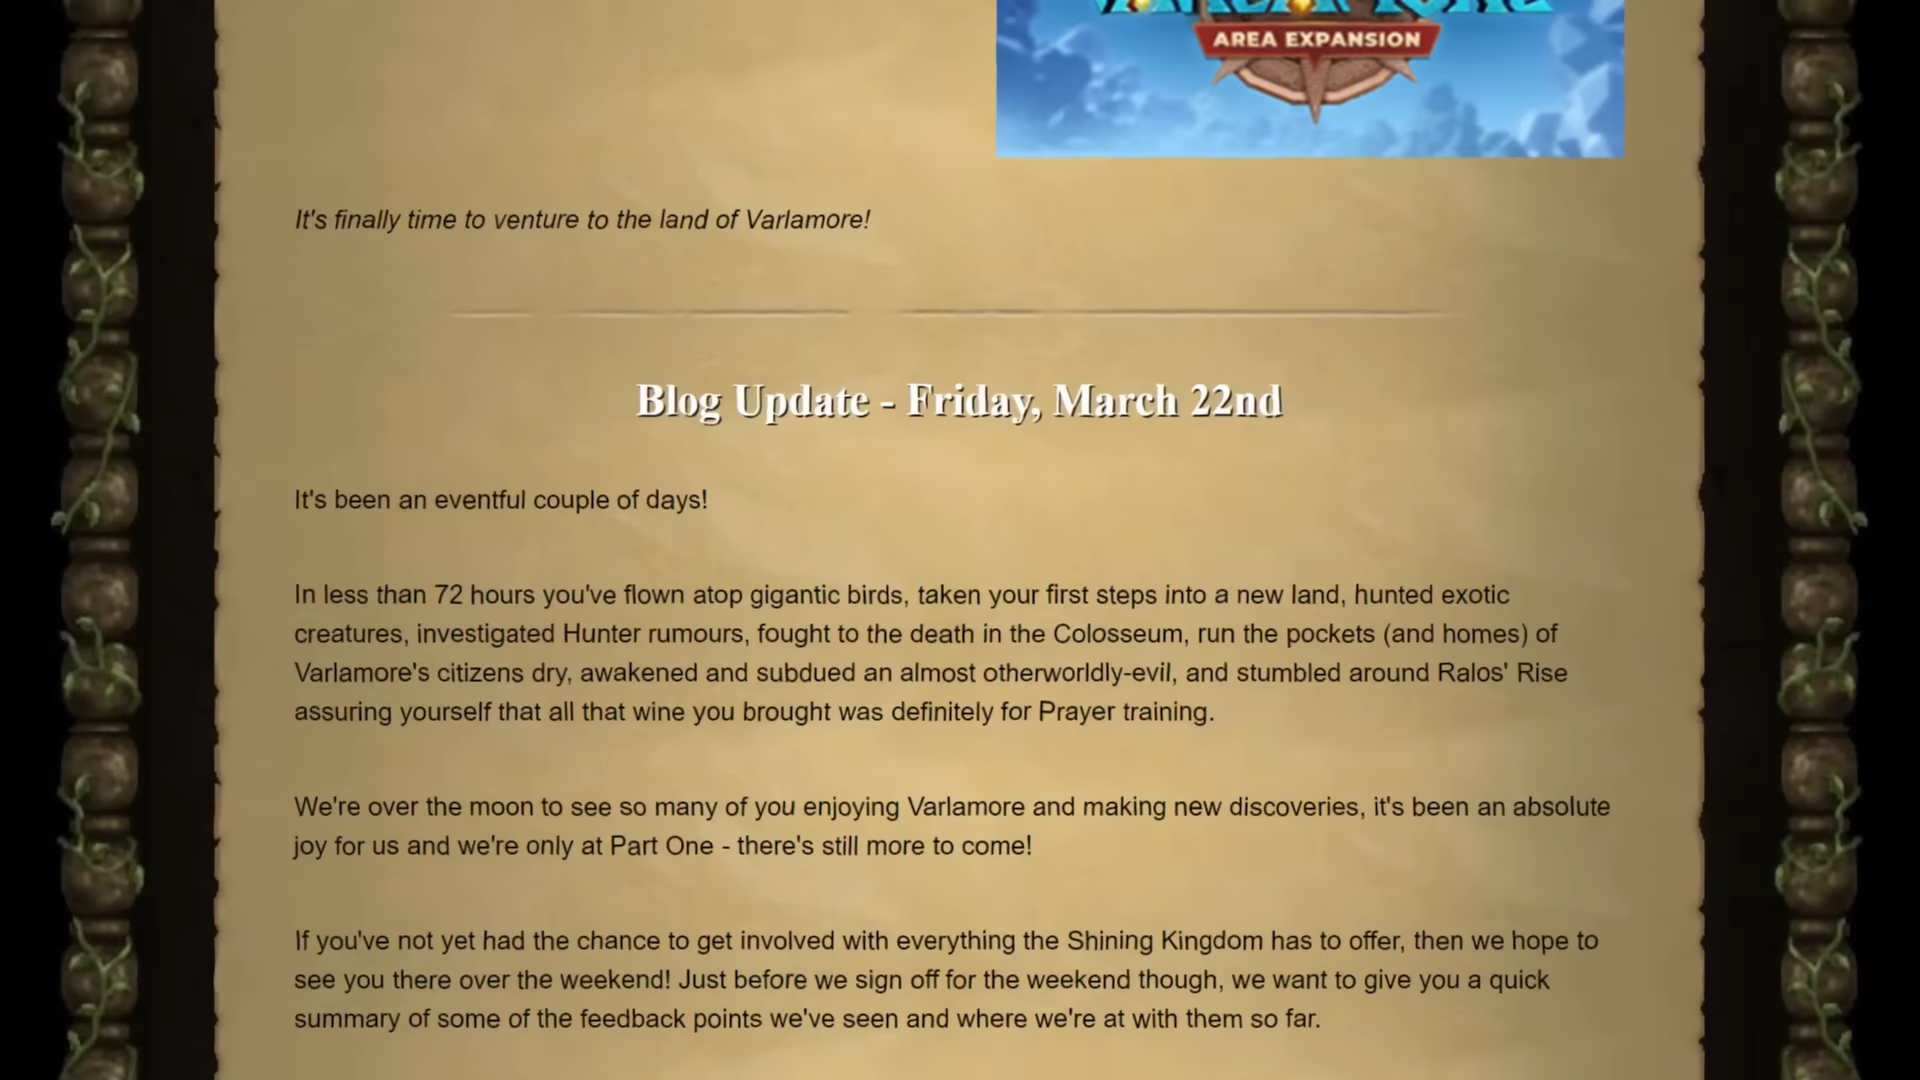 AREA EXPANSION
It's finally time to venture to the land of Varlamore!
Blog Update - Friday, March 22nd
It's been an eventful couple of days!
In less than 72 hours you've flown atop gigantic birds, taken your first steps into a new land, hunted exotic
creatures, investigated Hunter rumours, fought to the death in the Colosseum, run the pockets (and homes) of
Varlamore's citizens dry, awakened and subdued an almost otherworldly-evil, and stumbled around Ralos' Rise
assuring yourself that all that wine you brought was definitely for Prayer training.
We're over the moon to see so many of you enjoying Varlamore and making new discoveries, it's been an absolute
joy for us and we're only at Part One - there's still more to come!
If you've not yet had the chance to get involved with everything the Shining Kingdom has to offer, then we hope to
see you there over the weekend! Just before we sign off for the weekend though, we want to give you a quick
summary of some of the feedback points we've seen and where we're at with them so far.